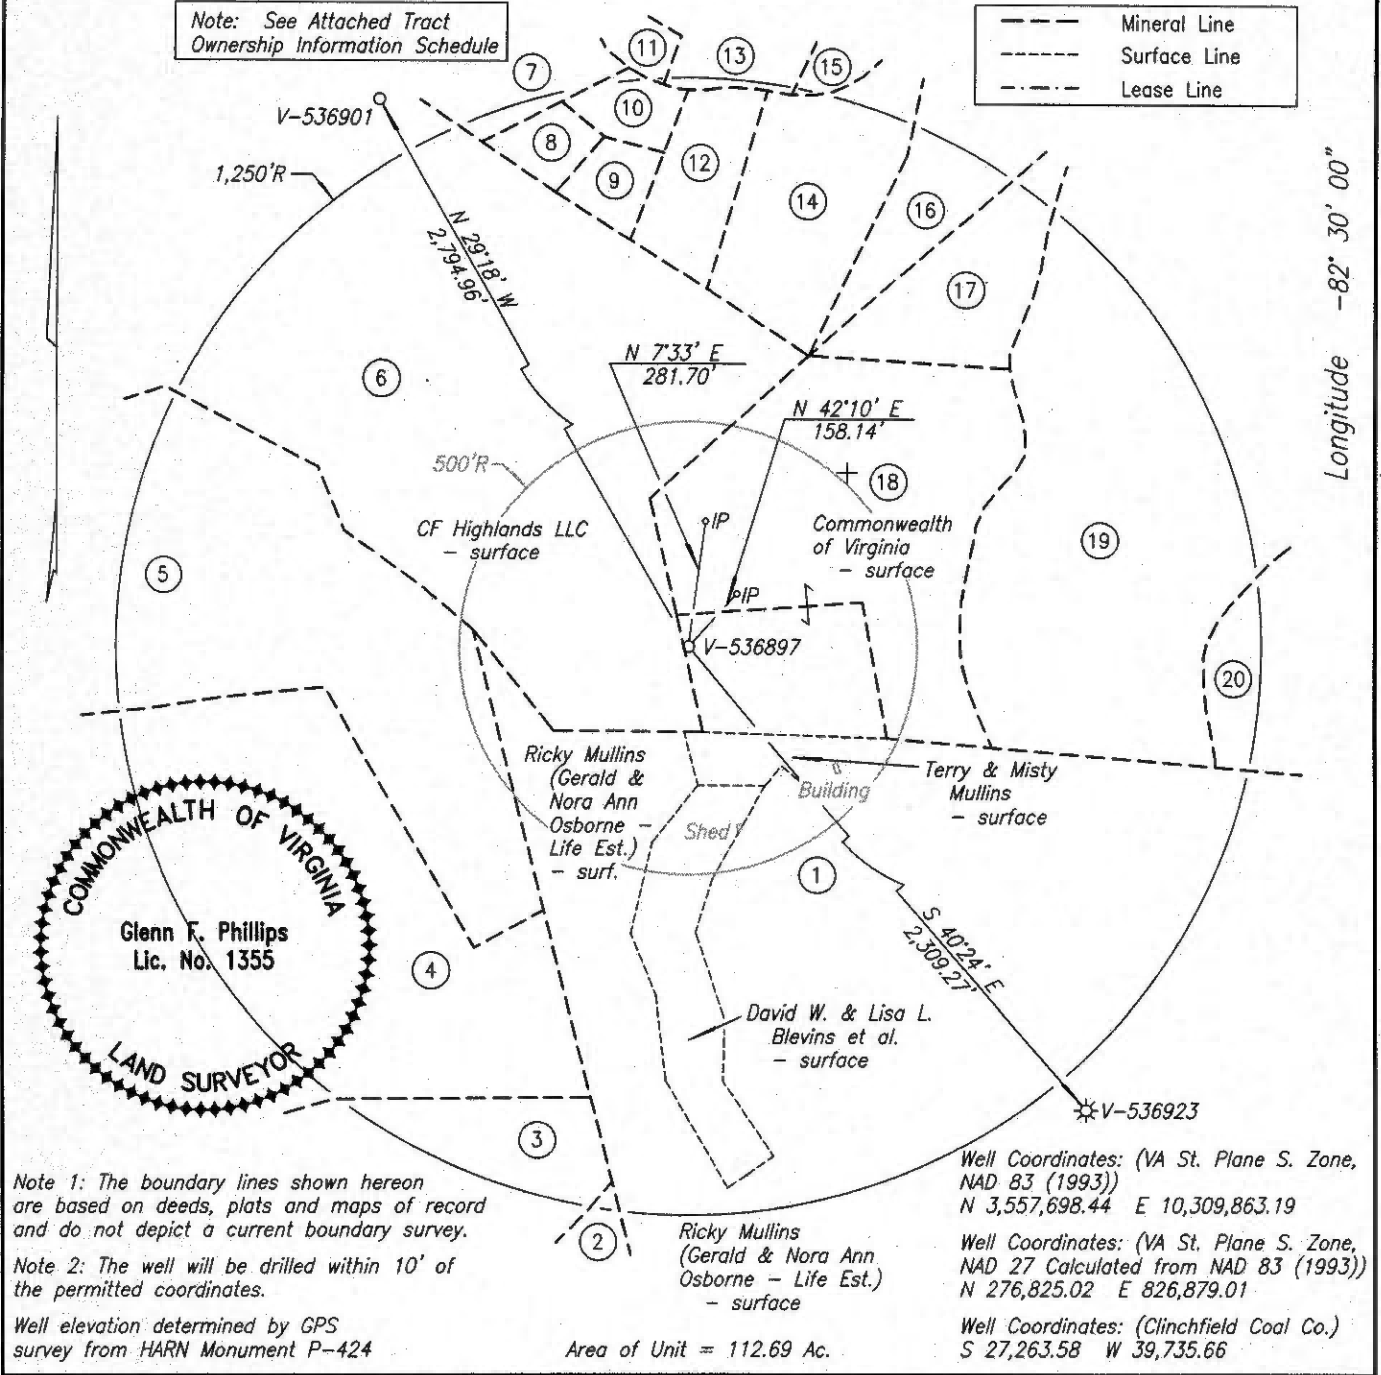 Note: See Attached Tract
Ownership Information Schedule
Mineral Line
Surface Line
Lease Line
Longitude -82° 30' 00"
7
11
13
15
10
V-536901
8
9
12
14
16
17
1,250'R
N 29°18' W
2,794.96'
6
N 7°33' E
281.70'
N 42°10' E
158.14'
500'R
18
CF Highlands LLC
- surface
IP
Commonwealth
of Virginia
- surface
19
5
IP
V-536897
20
Ricky Mullins
(Gerald &
Nora Ann
Osborne -
Life Est.)
- surf.
Terry & Misty
Mullins
- surface
Building
Shed
1
COMMONWEALTH OF VIRGINIA
Glenn F. Phillips
Lic. No. 1355
LAND SURVEYOR
4
S 40°24' E
2,309.27'
David W. & Lisa L.
Blevins et al.
- surface
V-536923
3
2
Note 1: The boundary lines shown hereon
are based on deeds, plats and maps of record
and do not depict a current boundary survey.
Note 2: The well will be drilled within 10' of
the permitted coordinates.
Well elevation determined by GPS
survey from HARN Monument P-424
Ricky Mullins
(Gerald & Nora Ann
Osborne - Life Est.)
- surface
Area of Unit = 112.69 Ac.
Well Coordinates: (VA St. Plane S. Zone,
NAD 83 (1993))
N 3,557,698.44 E 10,309,863.19
Well Coordinates: (VA St. Plane S. Zone,
NAD 27 Calculated from NAD 83 (1993))
N 276,825.02 E 826,879.01
Well Coordinates: (Clinchfield Coal Co.)
S 27,263.58 W 39,735.66